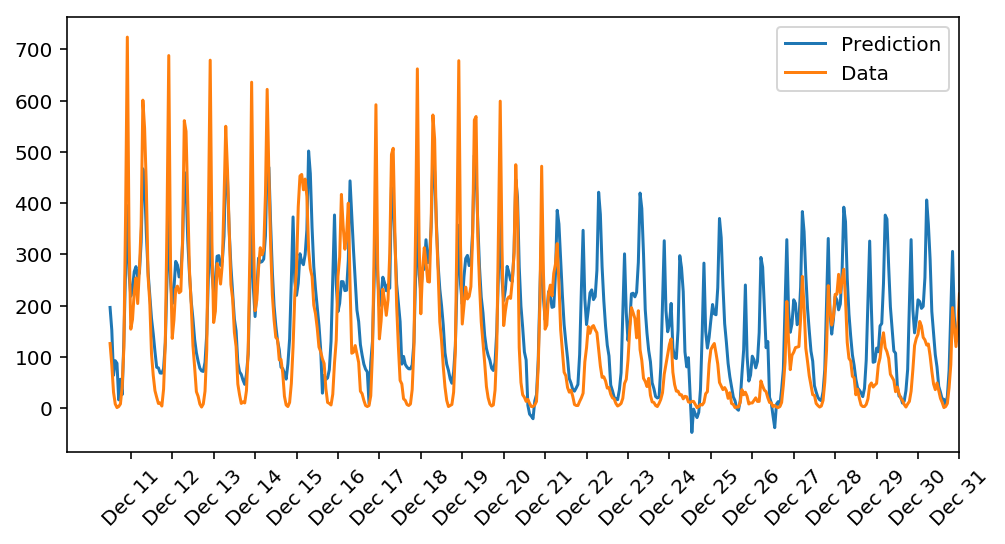 700
600
500
400
300
200
100
0
Prediction
Data
Dec 11
Dec 12
Dec 13
Dec 14
Dec 15
Dec 16
Dec 17
Dec 18
Dec 19
Dec 20
Dec 21
Dec 22
Dec 23
Dec 24
Dec 25
Dec 26
Dec 27
Dec 28
Dec 29
Dec 30
Dec 31